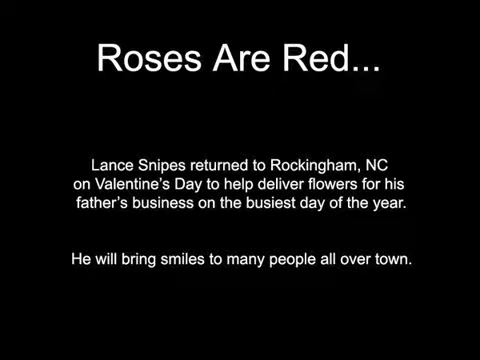 Roses Are Red...
Lance Snipes returned to Rockingham, NC
on Valentine's Day to help deliver flowers for his
father's business on the busiest day of the year.
He will bring smiles to many people all over town.